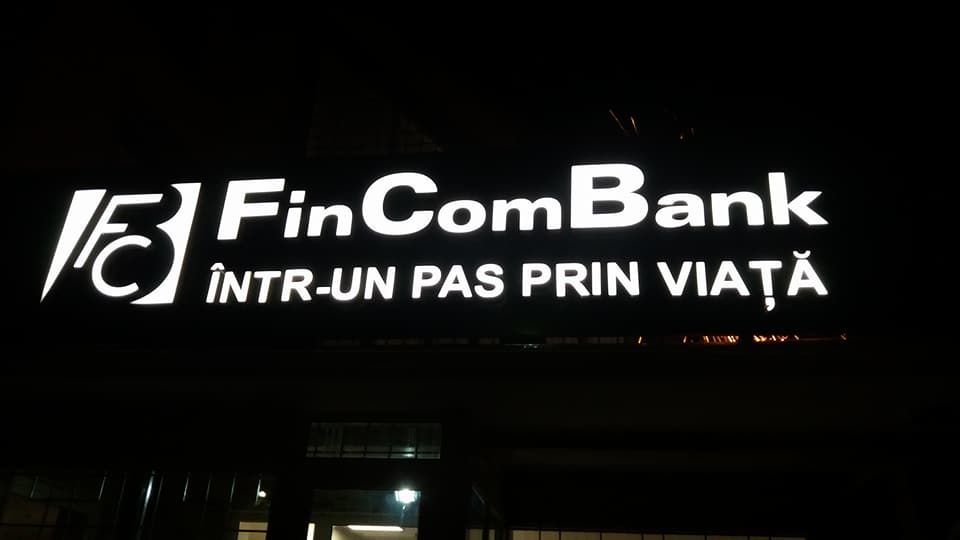 FCB FinComBank
ÎNTR-UN PAS PRIN VIAȚĂ